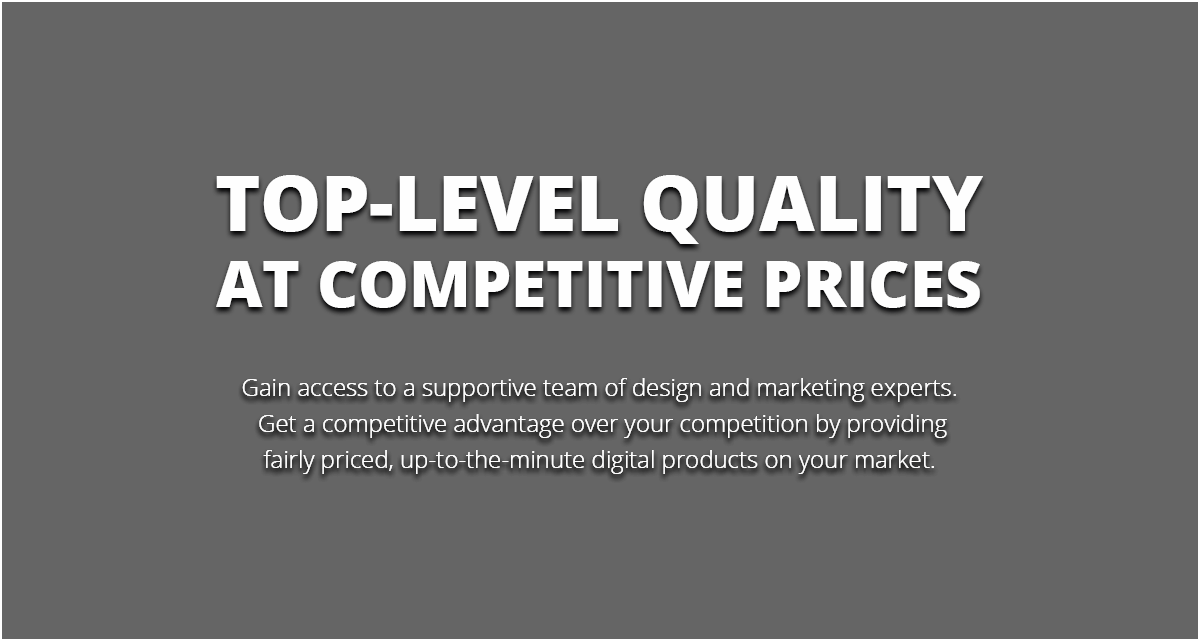 TOP-LEVEL QUALITY
AT COMPETITIVE PRICES
Gain access to a supportive team of design and marketing experts.
Get a competitive advantage over your competition by providing
fairly priced, up-to-the-minute digital products on your market.